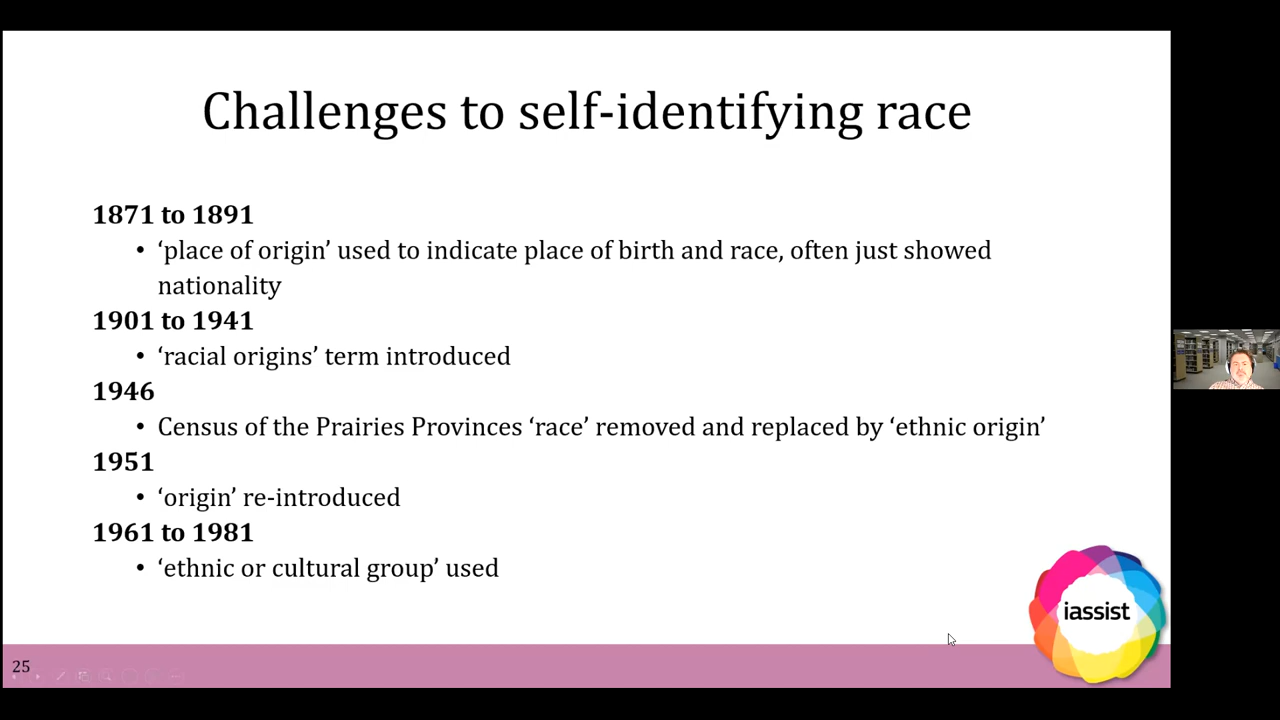 Challenges to self-identifying race
1871 to 1891
• ‘place of origin’ used to indicate place of birth and race, often just showed
nationality
1901 to 1941
• ‘racial origins’ term introduced
1946
• Census of the Prairies Provinces ‘race’ removed and replaced by ‘ethnic origin’
1951
• ‘origin’ re-introduced
1961 to 1981
• ‘ethnic or cultural group’ used
iassist
25